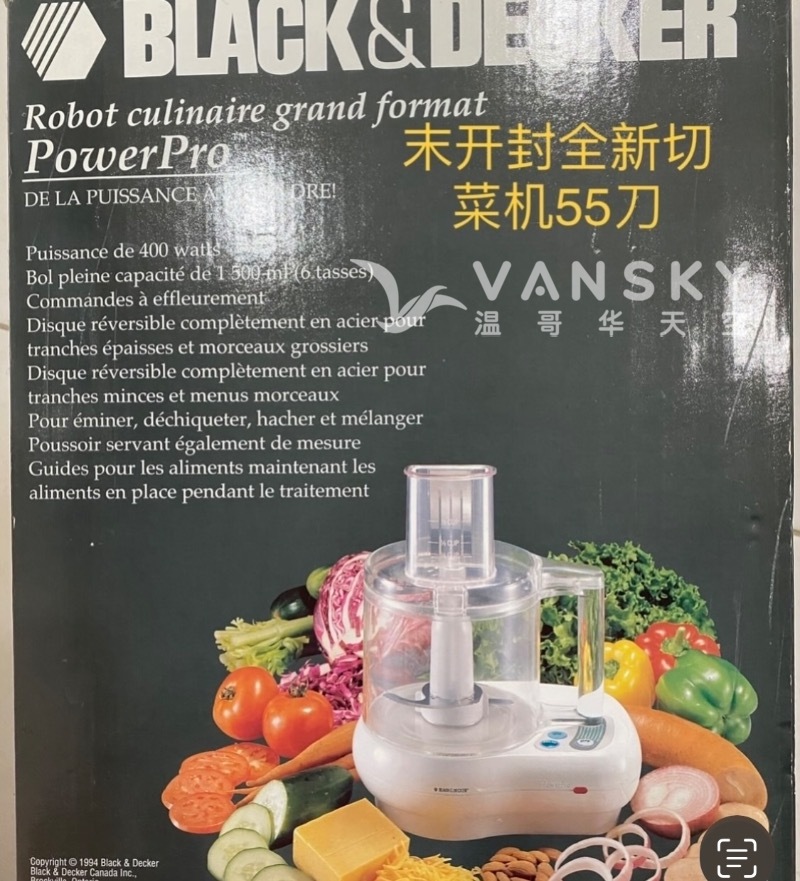 BLACK & DECKER
Robot culinaire grand format
PowerPro
DE LA PUISSANCE
末开封全新切
菜机55刀
Puissance de 400 watts
Bol pleine capacité de 1 500-ml (6 tasses)
Commandes à effleurement
Disque réversible complètement en acier pour
tranches épaisses et morceaux grossiers
Disque réversible complètement en acier pour
tranches minces et menus morceaux
Pour éminer, déchiqueter, hacher et mélanger
Poussoir servant également de mesure
Guides pour les aliments maintenant les
aliments en place pendant le traitement
VANSKY
温哥华天空
Copyright © 1994 Black & Decker
Black & Decker Canada Inc.,
Brockville, Ontario